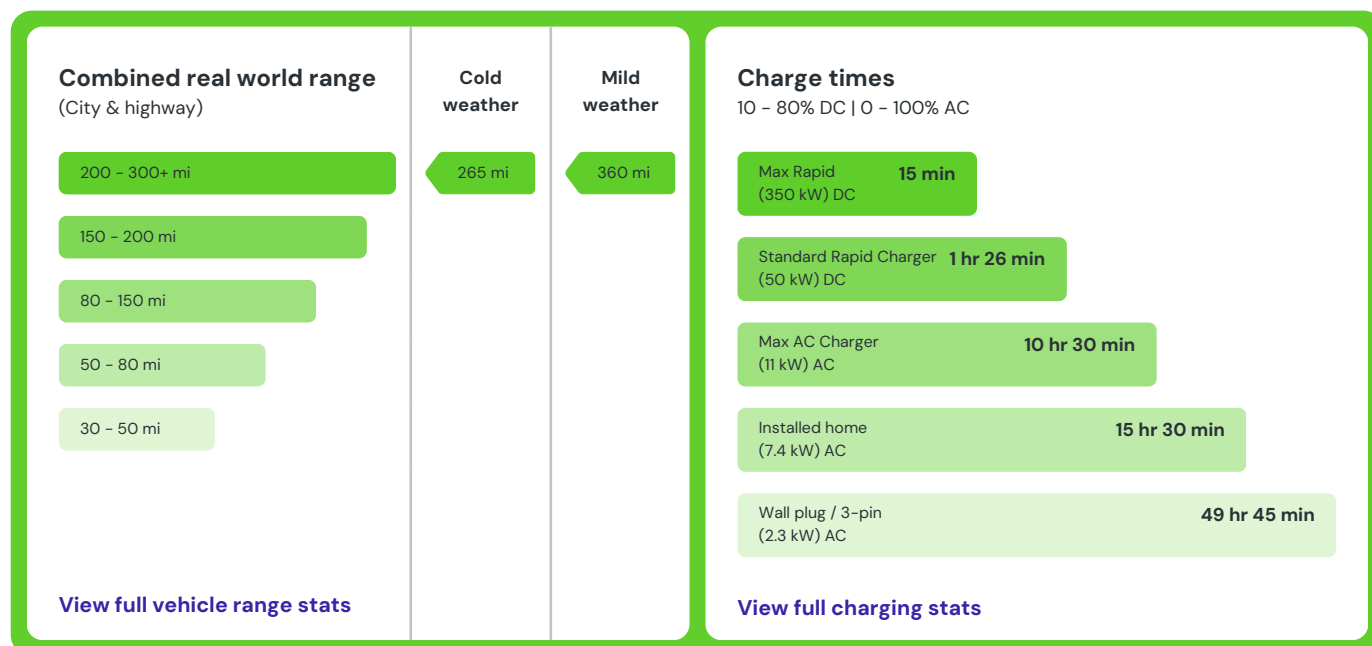 Combined real world range
(City & highway)
Cold
weather
Mild
weather
200 - 300+ mi
265 mi
360 mi
150 - 200 mi
80 - 150 mi
50 - 80 mi
30 - 50 mi
View full vehicle range stats
Charge times
10 - 80% DC | 0 - 100% AC
Max Rapid
(350 kW) DC
15 min
Standard Rapid Charger
(50 kW) DC
1 hr 26 min
Max AC Charger
(11 kW) AC
10 hr 30 min
Installed home
(7.4 kW) AC
15 hr 30 min
Wall plug / 3-pin
(2.3 kW) AC
49 hr 45 min
View full charging stats